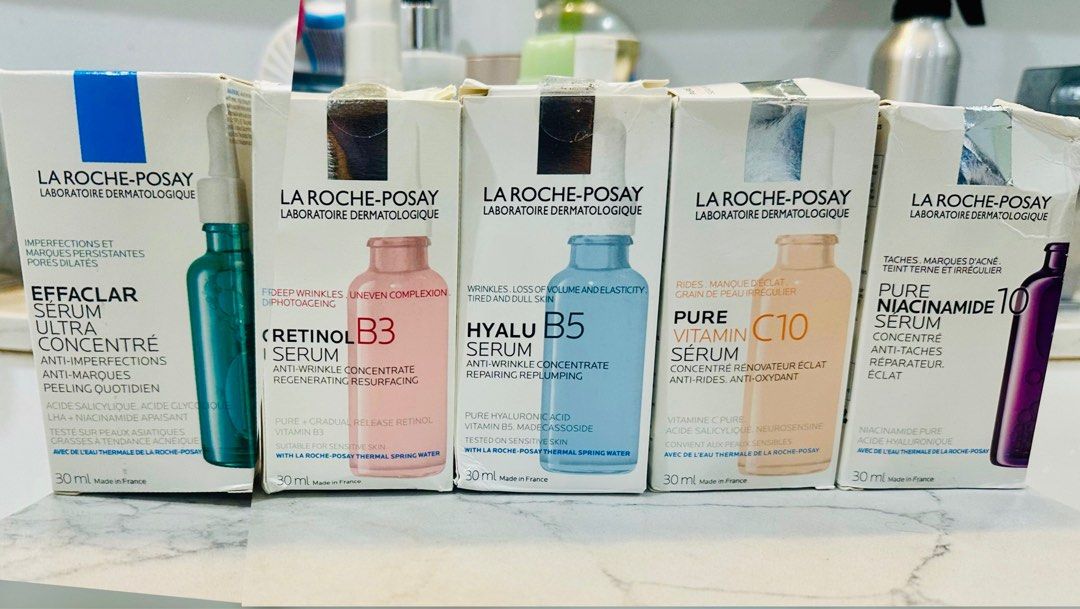 LA ROCHE-POSAY
LABORATOIRE DERMATOLOGIQUE
IMPERFECTIONS ET
MARQUES PERSISTANTES
PORES DILATÉS
EFFACLAR
SÉRUM
ULTRA
CONCENTRÉ
ANTI-IMPERFECTIONS
ANTI-MARQUES
PEELING QUOTIDIEN
ACIDE SALICYLIQUE, ACIDE GLYCOLIQUE
LHA + NIACINAMIDE APAISANT
TESTÉ SUR PEAUX ASIATIQUES
GRASSES À TENDANCE ACNÉIQUE
AVEC DE L'EAU THERMALE DE LA ROCHE-POSAY
30 ml Made in France
LA ROCHE-POSAY
LABORATOIRE DERMATOLOGIQUE
DEEP WRINKLES . UNEVEN COMPLEXION .
PHOTOAGEING
RETINOL B3
SERUM
ANTI-WRINKLE CONCENTRATE
REGENERATING RESURFACING
PURE + GRADUAL RELEASE RETINOL
VITAMIN B3
SUITABLE FOR SENSITIVE SKIN
WITH LA ROCHE-POSAY THERMAL SPRING WATER
30 ml Made in France
LA ROCHE-POSAY
LABORATOIRE DERMATOLOGIQUE
WRINKLES . LOSS OF VOLUME AND ELASTICITY .
TIRED AND DULL SKIN
HYALU B5
SERUM
ANTI-WRINKLE CONCENTRATE
REPAIRING REPLUMPING
PURE HYALURONIC ACID
VITAMIN B5. MADECASSOSIDE
TESTED ON SENSITIVE SKIN
WITH LA ROCHE-POSAY THERMAL SPRING WATER
30 ml Made in France
LA ROCHE-POSAY
LABORATOIRE DERMATOLOGIQUE
RIDES . MANQUE D'ÉCLAT .
GRAIN DE PEAU IRRÉGULIER
PURE
VITAMIN C10
SÉRUM
CONCENTRÉ RÉNOVATEUR ÉCLAT
ANTI-RIDES. ANTI-OXYDANT
VITAMINE C PURE
ACIDE SALICYLIQUE. NEUROSENSINE
CONVIENT AUX PEAUX SENSIBLES
AVEC DE L'EAU THERMALE DE LA ROCHE-POSAY
30 ml Made in France
LA ROCHE-POSAY
LABORATOIRE DERMATOLOGIQUE
TACHES . MARQUES D'ACNÉ .
TEINT TERNE ET IRRÉGULIER
PURE
NIACINAMIDE 10
SÉRUM
CONCENTRÉ
ANTI-TACHES
RÉPARATEUR.
ÉCLAT
NIACINAMIDE PURE
ACIDE HYALURONIQUE
AVEC DE L'EAU THERMALE DE LA ROCHE-POSAY
30 ml Made in France